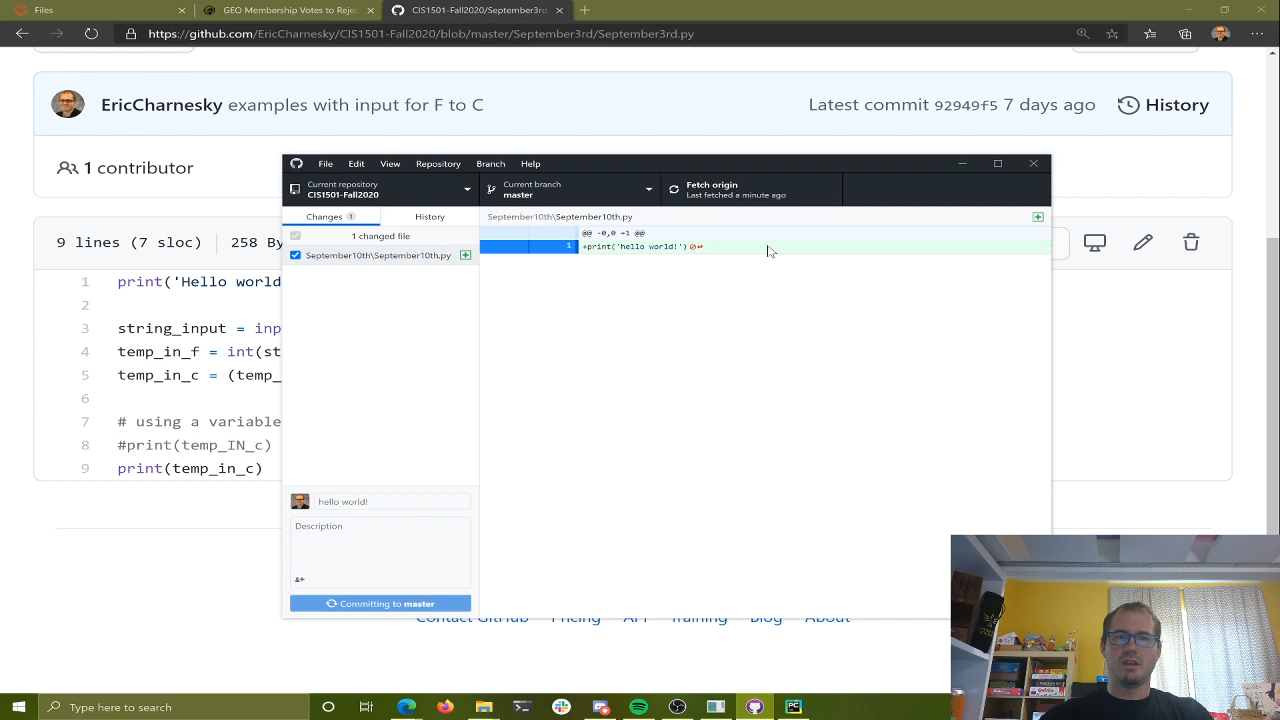 Files
GEO Membership Votes to Rejec
CIS1501-Fall2020/September3rd
https://github.com/EricCharnesky/CIS1501-Fall2020/blob/master/September3rd/September3rd.py
EricCharnesky examples with input for F to C
Latest commit 92949f5 7 days ago
History
1 contributor
File Edit View Repository Branch Help
Current repository
CIS1501-Fall2020
Current branch
master
Fetch origin
Last fetched a minute ago
Changes 1
History
September10th\September10th.py
1 changed file
@@ -0,0 +1 @@
September10th\September10th.py
1 +print('hello world!')
9 lines (7 sloc)
258 By
1 print('Hello world
2
3 string_input = inp
4 temp_in_f = int(st
5 temp_in_c = (temp_
6
7 # using a variable
8 #print(temp_IN_c)
9 print(temp_in_c)
hello world!
Description
Committing to master
Contact GitHub Pricing API Training Blog About
Type here to search